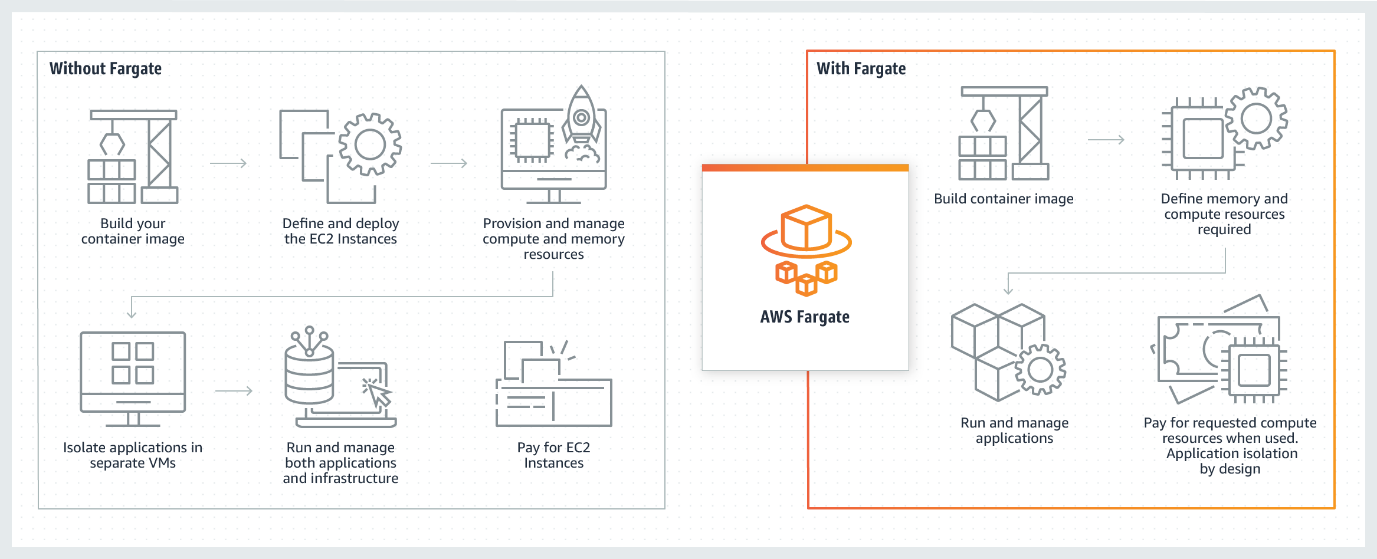 Without Fargate
Build your
container image
Define and deploy
the EC2 Instances
Provision and manage
compute and memory
resources
Isolate applications in
separate VMs
Run and manage
both applications
and infrastructure
Pay for EC2
Instances
AWS Fargate
With Fargate
Build container image
Define memory and
compute resources
required
Run and manage
applications
Pay for requested compute
resources when used.
Application isolation
by design